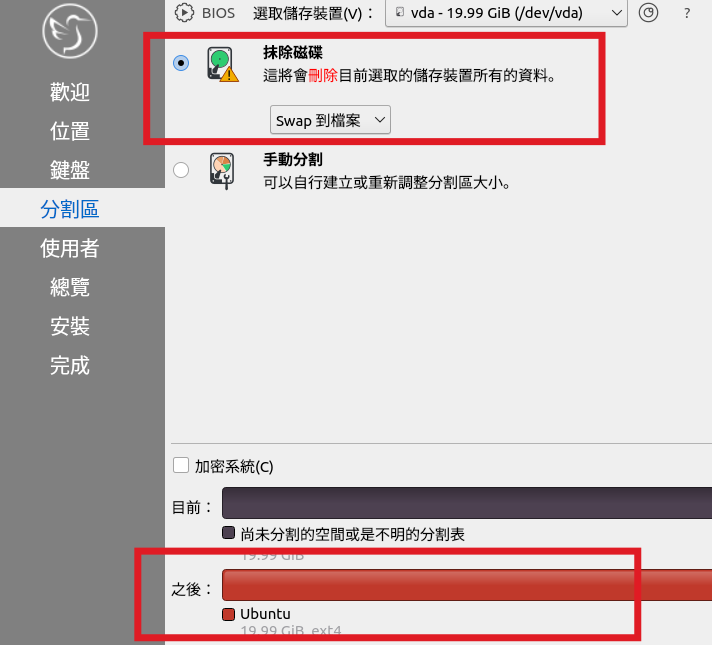 BIOS 選取儲存裝置(V)： vda - 19.99 GiB (/dev/vda) ?
抹除磁碟
這將會刪除目前選取的儲存裝置所有的資料。
Swap 到檔案
手動分割
可以自行建立或重新調整分割區大小。
歡迎
位置
鍵盤
分割區
使用者
總覽
安裝
完成
加密系統(C)
目前：
尚未分割的空間或是不明的分割表
19.99 GiB
之後：
Ubuntu
19.99 GiB ext4